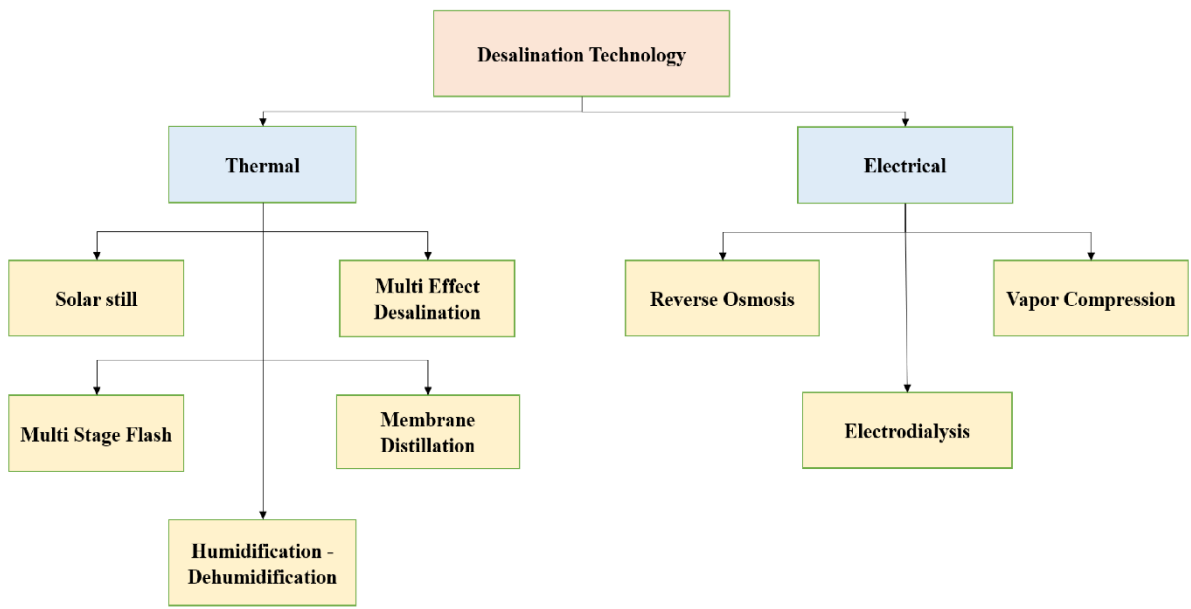 Desalination Technology
Thermal
Electrical
Solar still
Multi Effect
Desalination
Reverse Osmosis
Vapor Compression
Multi Stage Flash
Membrane
Distillation
Electrodialysis
Humidification -
Dehumidification